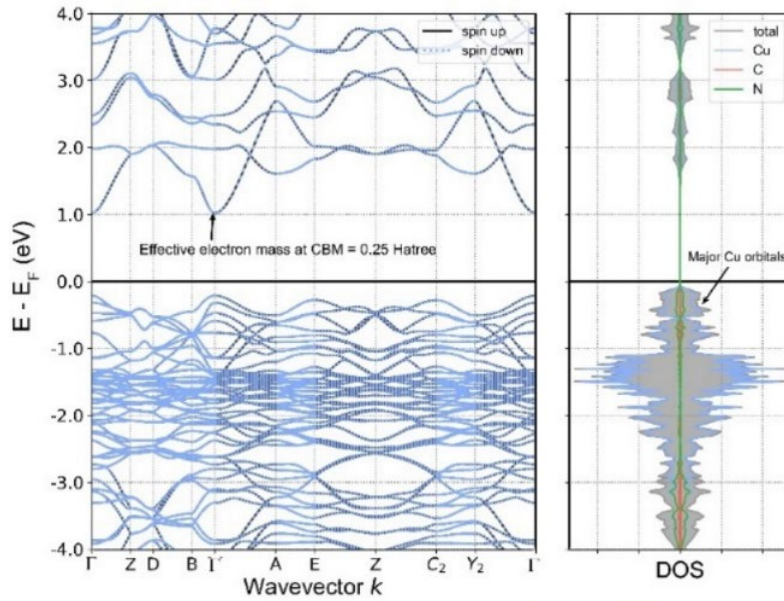 4.0
3.0
2.0
1.0
0.0
-1.0
-2.0
-3.0
-4.0
E - E_F (eV)
spin up
spin down
Effective electron mass at CBM = 0.25 Hatree
Γ Z D B Γ A E Z C₂ Y₂ Γ
Wavevector k
total
Cu
C
N
Major Cu orbitals
DOS